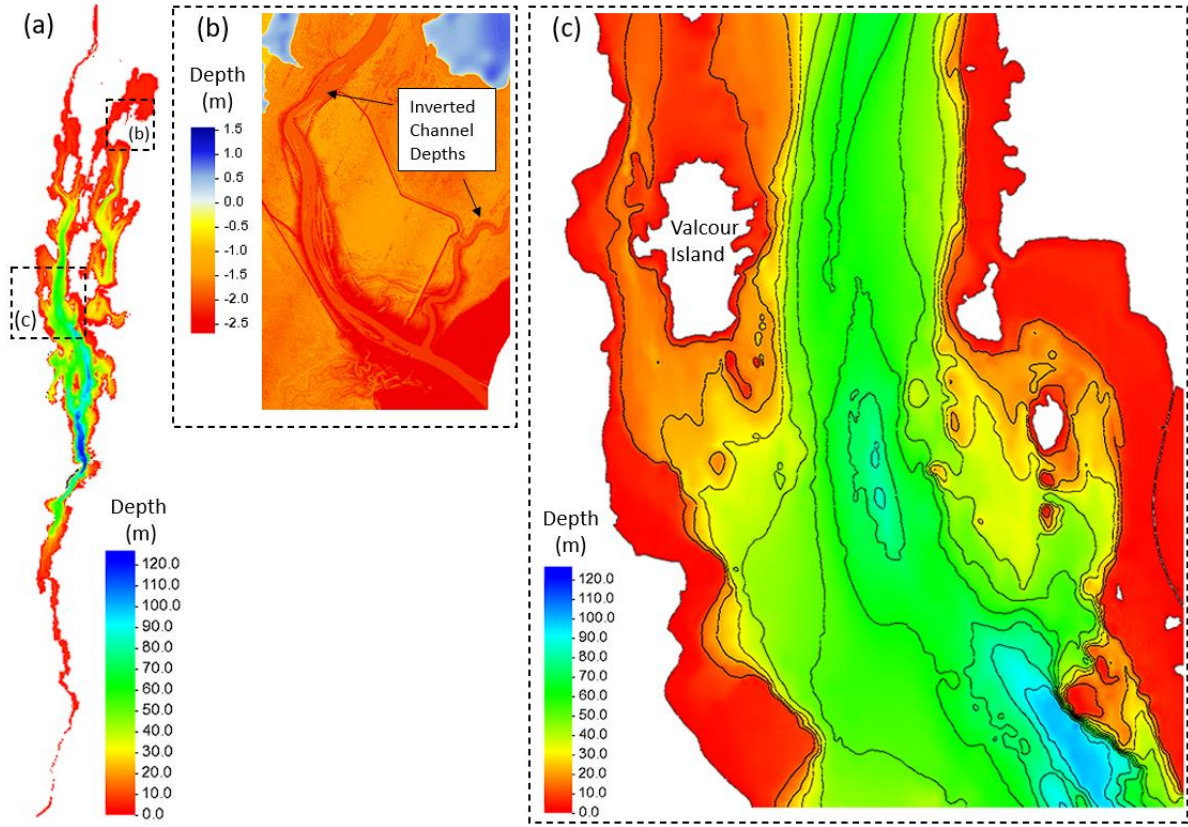 (a)
(b)
(c)
Depth
(m)
1.5
1.0
0.5
0.0
-0.5
-1.0
-1.5
-2.0
-2.5
Inverted
Channel
Depths
(b)
(c)
Valcour
Island
Depth
(m)
120.0
110.0
100.0
90.0
80.0
70.0
60.0
50.0
40.0
30.0
20.0
10.0
0.0
Depth
(m)
120.0
110.0
100.0
90.0
80.0
70.0
60.0
50.0
40.0
30.0
20.0
10.0
0.0